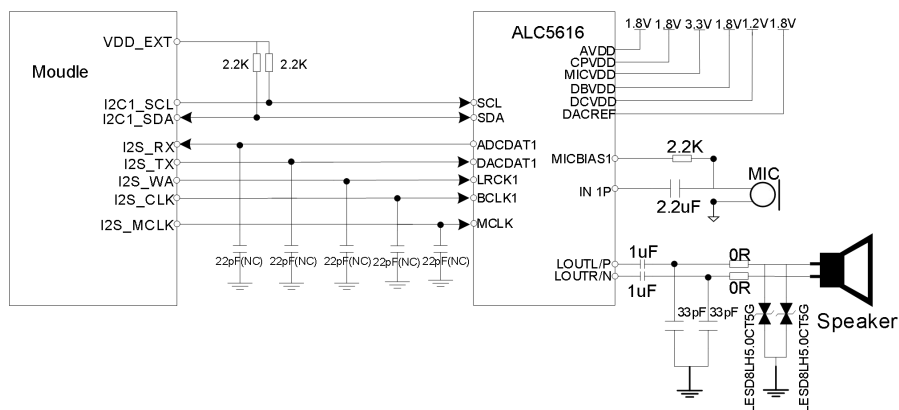 ALC5616
1.8V 1.8V 3.3V 1.8V 1.2V 1.8V
VDD_EXT
AVDD
CPVDD
2.2K 2.2K
Moudle
MICVDD
DBVDD
DCVDD
I2C1_SCL SCL
DACREF
I2C1_SDA SDA
I2S_RX ADCDAT1
2.2K
I2S_TX DACDAT1
MICBIAS1
MIC
I2S_WA LRCK1
IN 1P
I2S_CLK BCLK1
2.2uF
I2S_MCLK MCLK
1uF
22pF(NC) 22pF(NC) 22pF(NC) 22pF(NC) 22pF(NC)
LOUTL/P 0R
LOUTR/N 0R
1uF
33pF 33pF
Speaker
LESD8LH5.0CT5G
LESD8LH5.0CT5G